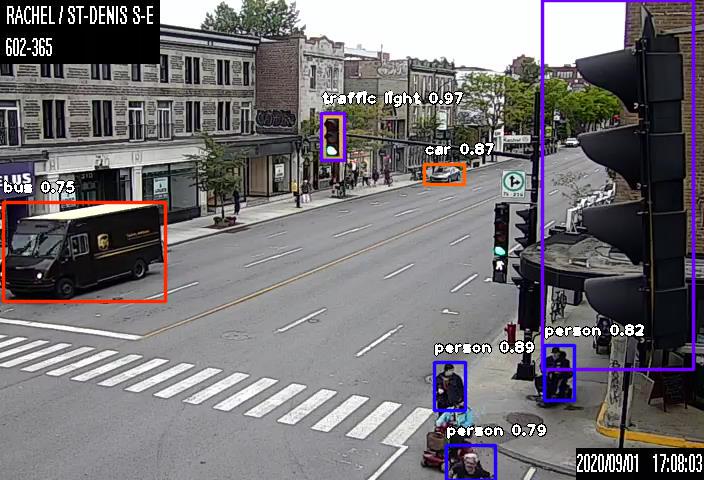 RACHEL / ST-DENIS S-E
602-365
traffic light 0.97
car 0.87
bus 0.75
person 0.82
person 0.89
person 0.79
2020/09/01 17:08:03